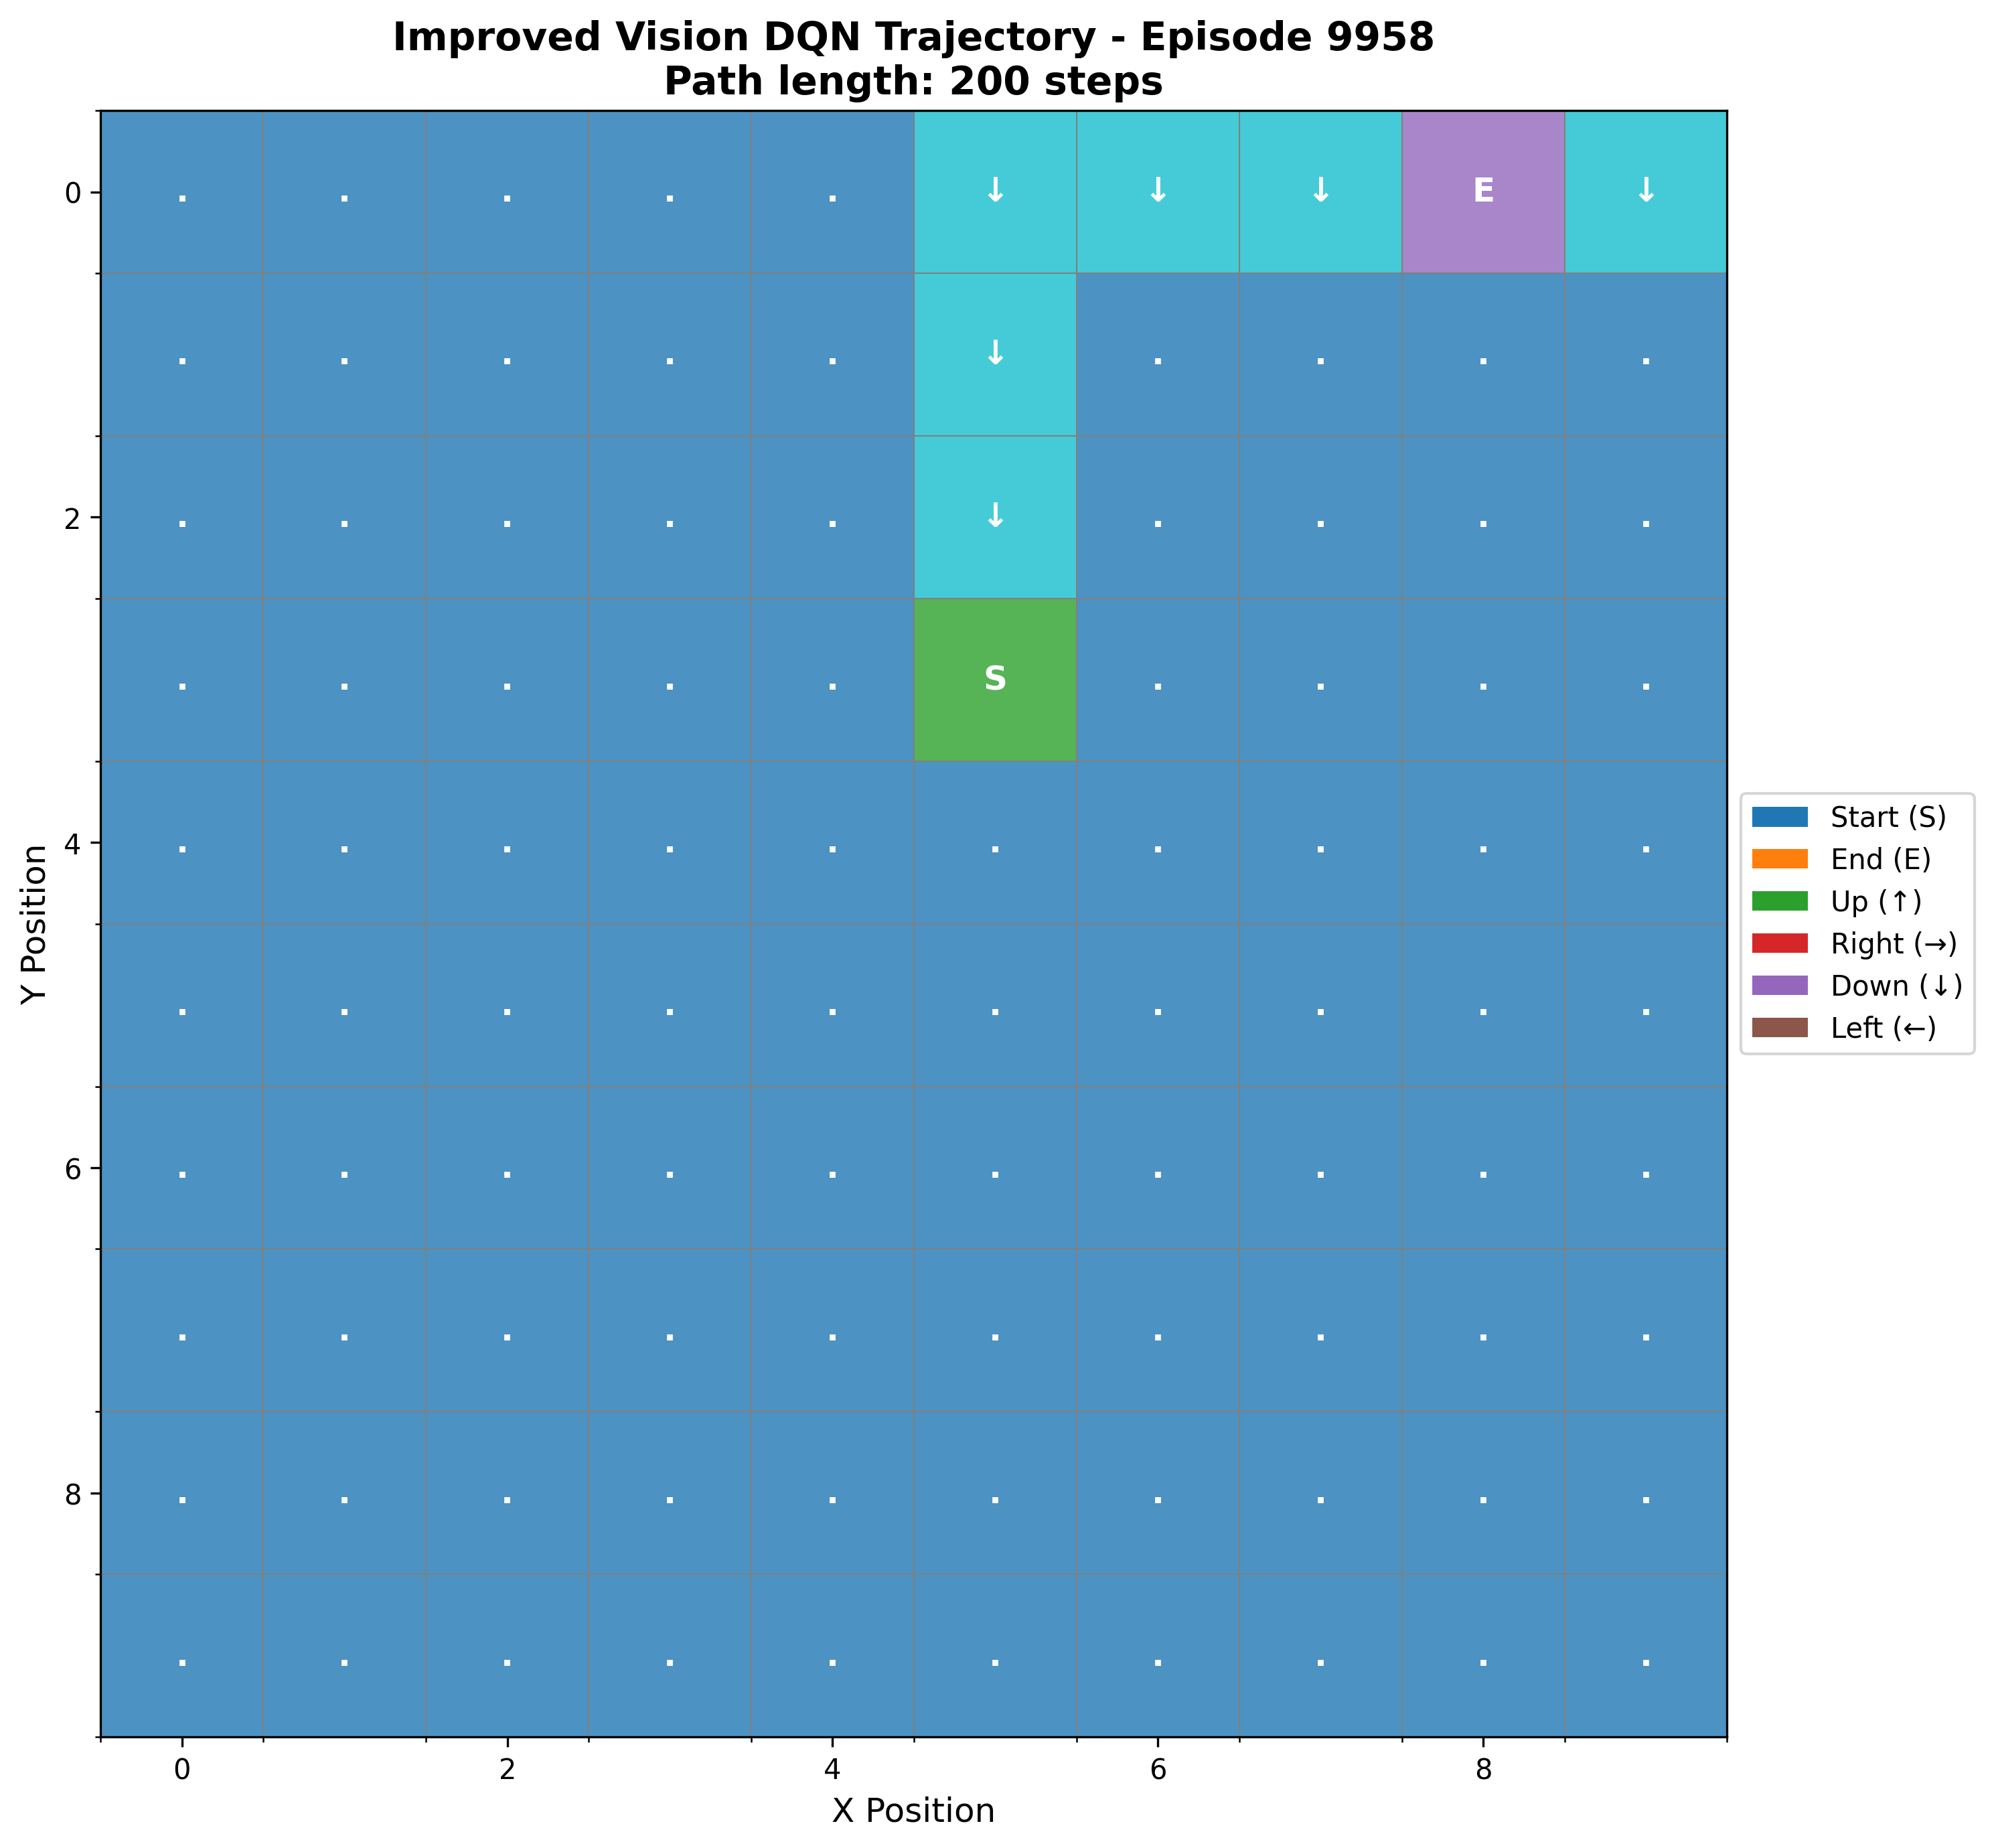 Improved Vision DQN Trajectory - Episode 9958
Path length: 200 steps
0 . . . . . ↓ ↓ ↓ E ↓
. . . . . ↓ . . . .
2 . . . . . ↓ . . . .
. . . . . S . . . .
4 . . . . . . . . . .
. . . . . . . . . .
6 . . . . . . . . . .
. . . . . . . . . .
8 . . . . . . . . . .
. . . . . . . . . .
0 2 4 6 8
X Position
Y Position
Start (S)
End (E)
Up (↑)
Right (→)
Down (↓)
Left (←)